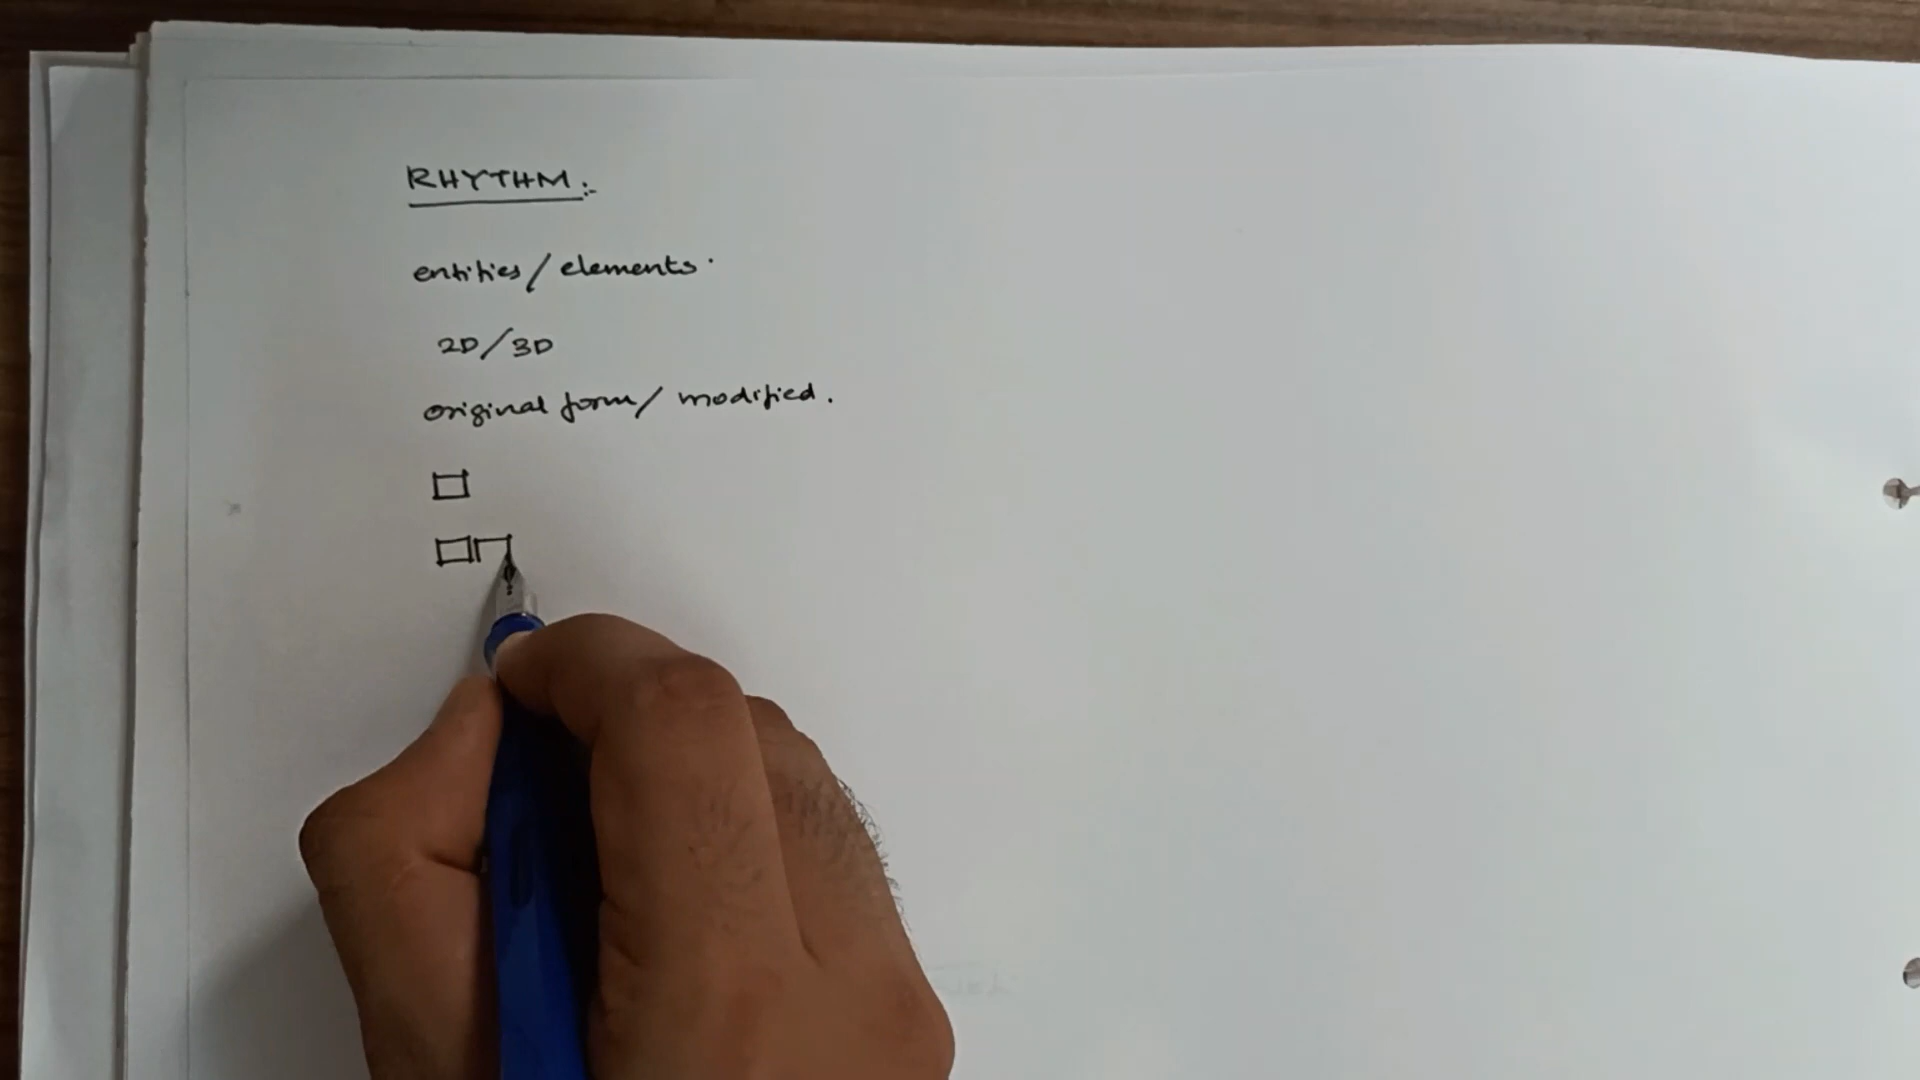 RHYTHM :-
entities / elements .
2D / 3D
original form / modified .